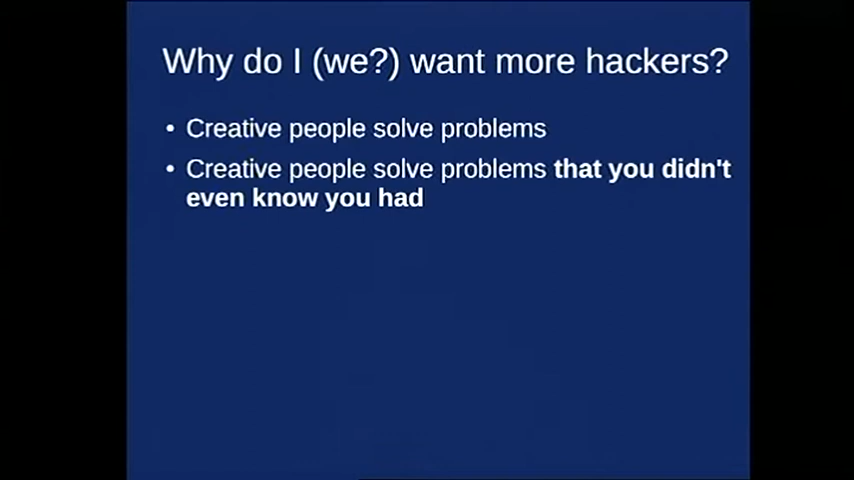 Why do I (we?) want more hackers?
• Creative people solve problems
• Creative people solve problems that you didn't
even know you had